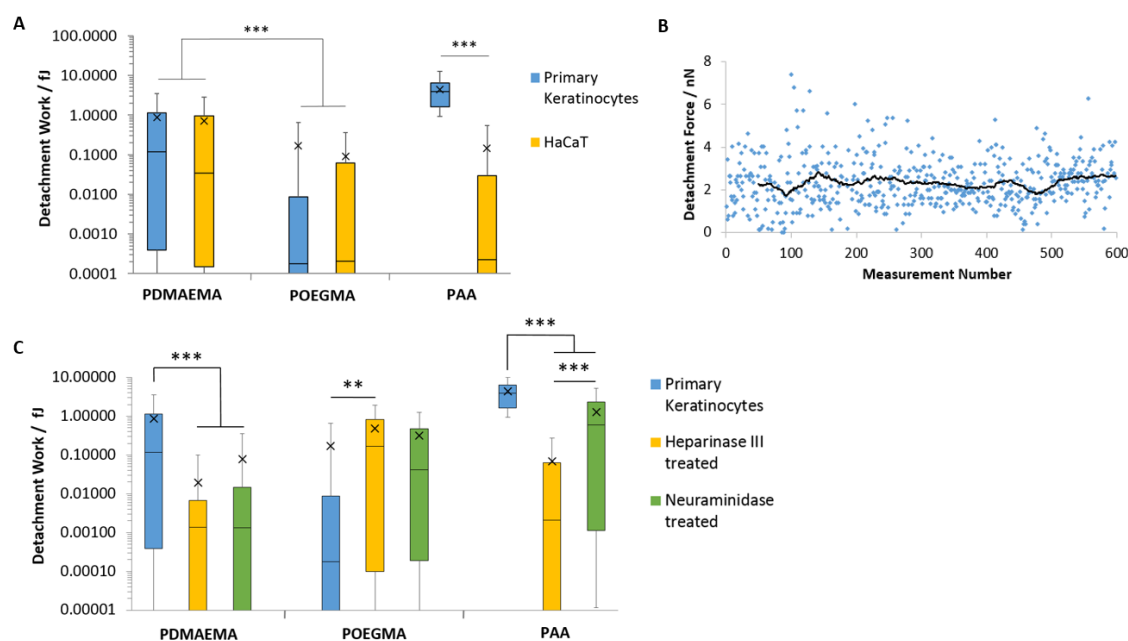 A
Detachment Work / fJ
100.0000
10.0000
1.0000
0.1000
0.0100
0.0010
0.0001
***
***
PDMAEMA
POEGMA
PAA
Primary
Keratinocytes
HaCaT
B
Detachment Force / nN
8
6
4
2
0
0
100
200
300
400
500
600
Measurement Number
C
Detachment Work / fJ
10.00000
1.00000
0.10000
0.01000
0.00100
0.00010
0.00001
***
**
***
***
PDMAEMA
POEGMA
PAA
Primary
Keratinocytes
Heparinase III
treated
Neuraminidase
treated